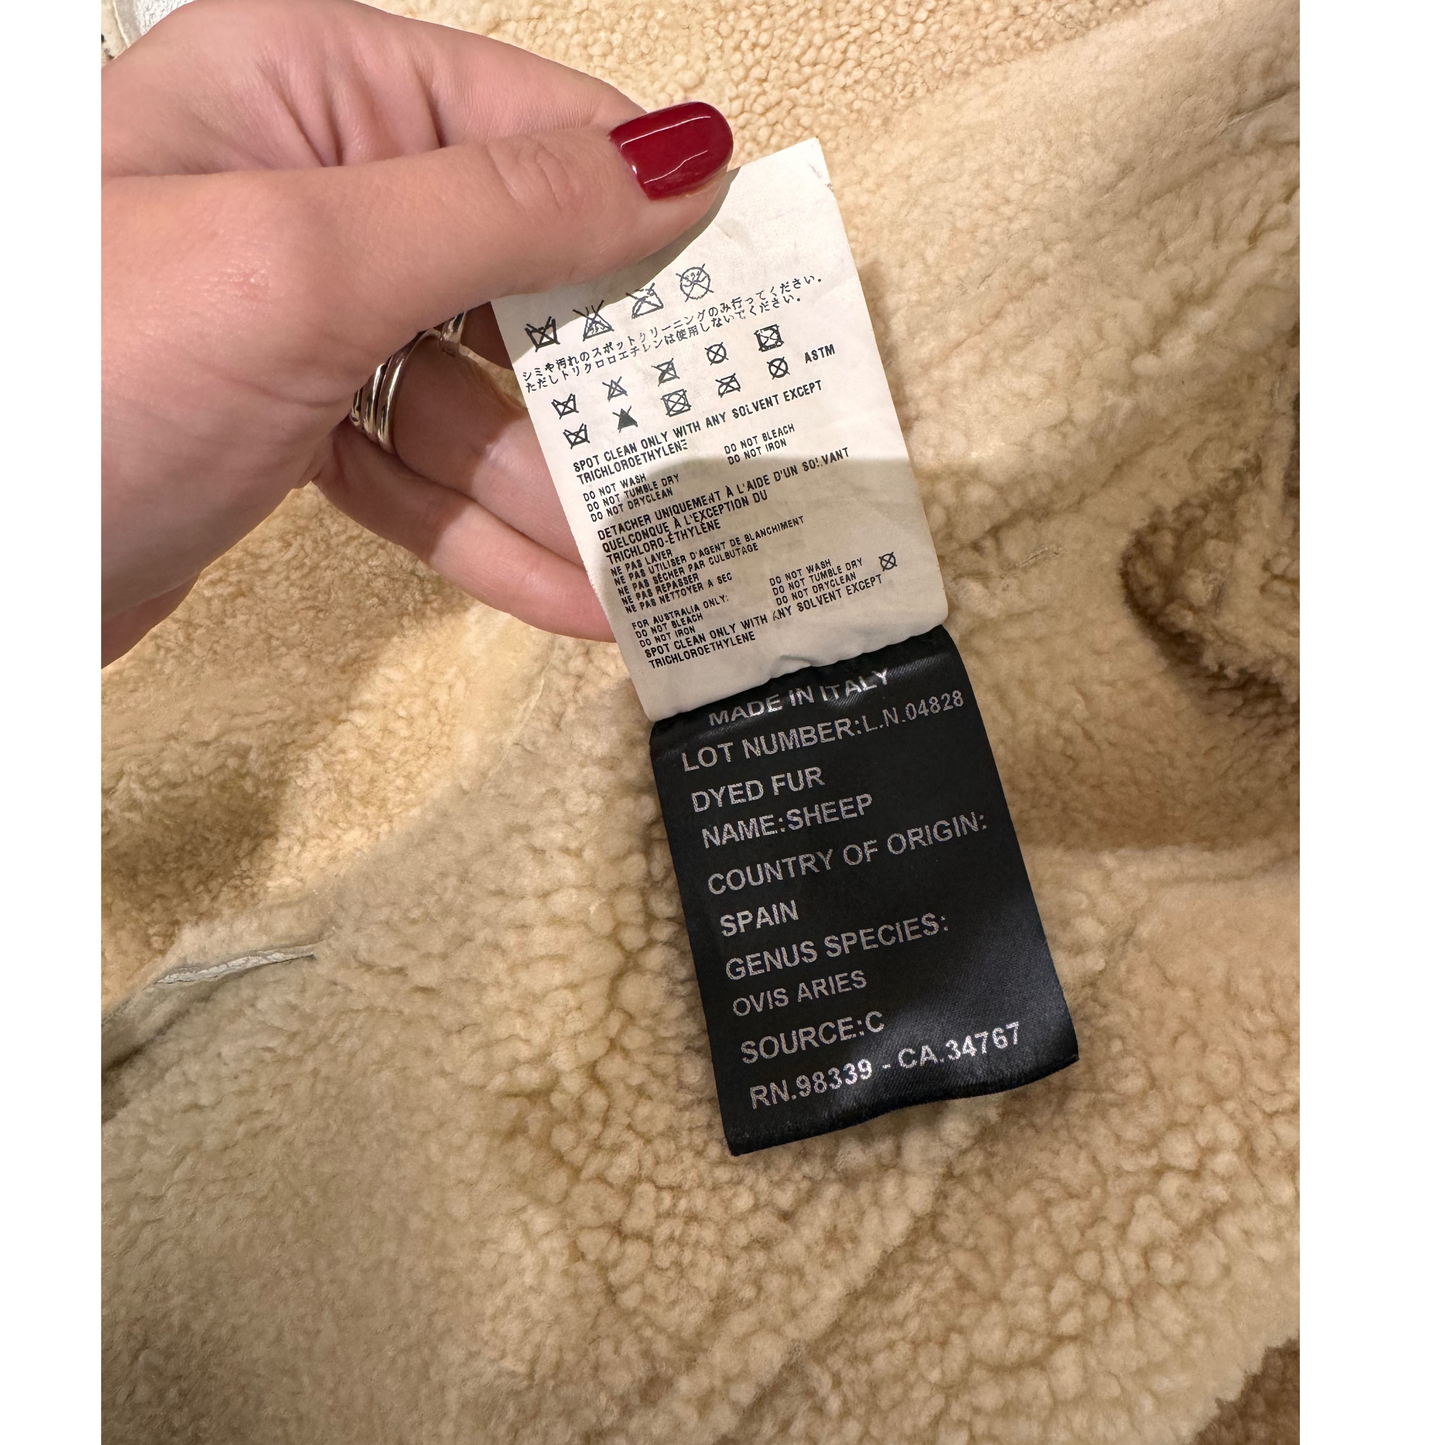 シミや汚れのスポットクリーニングのみ行ってください。
ただしトリクロロエチレンは使用しないでください。
ASTM
SPOT CLEAN ONLY WITH ANY SOLVENT EXCEPT
TRICHLOROETHYLENE
DO NOT WASH DO NOT BLEACH
DO NOT TUMBLE DRY DO NOT IRON
DO NOT DRYCLEAN
DETACHER UNIQUEMENT À L'AIDE D'UN SOLVANT
QUELCONQUE À L'EXCEPTION DU
TRICHLORO-ÉTHYLÈNE
NE PAS LAVER
NE PAS UTILISER D'AGENT DE BLANCHIMENT
NE PAS SÉCHER PAR CULBUTAGE
NE PAS REPASSER
NE PAS NETTOYER A SEC
FOR AUSTRALIA ONLY: DO NOT WASH
DO NOT BLEACH DO NOT TUMBLE DRY
DO NOT IRON DO NOT DRYCLEAN
SPOT CLEAN ONLY WITH ANY SOLVENT EXCEPT
TRICHLOROETHYLENE
MADE IN ITALY
LOT NUMBER:L.N.04828
DYED FUR
NAME:SHEEP
COUNTRY OF ORIGIN:
SPAIN
GENUS SPECIES:
OVIS ARIES
SOURCE:C
RN.98339 - CA.34767